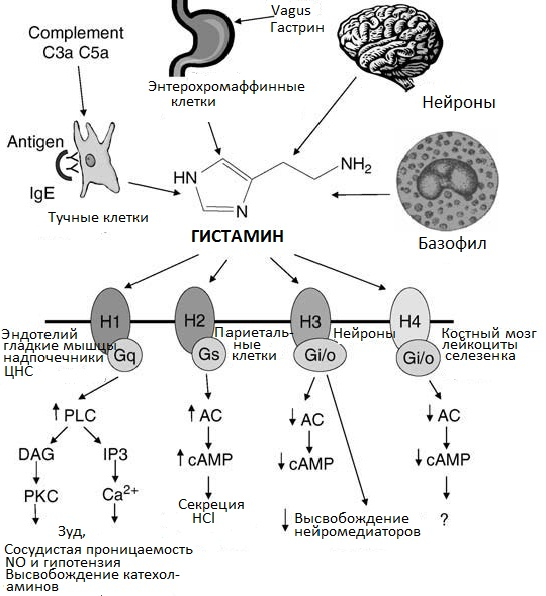 Vagus
Гастрин
Complement
C3a C5a
Энтерохромаффинные
клетки
Нейроны
Antigen
IgE
Тучные клетки
HN
N
NH2
Базофил
ГИСТАМИН
H1
H2
H3
H4
Эндотелий
гладкие мышцы
надпочечники
ЦНС
Gq
Париеталь-
ные
клетки
Gs
Нейроны
Gi/o
Костный мозг
лейкоциты
селезенка
Gi/o
PLC
DAG
IP3
PKC
Ca2+
Зуд,
Сосудистая проницаемость
NO и гипотензия
Высвобождение катехол-
аминов
AC
cAMP
Секреция
HCl
AC
cAMP
Высвобождение
нейромедиаторов
AC
cAMP
?